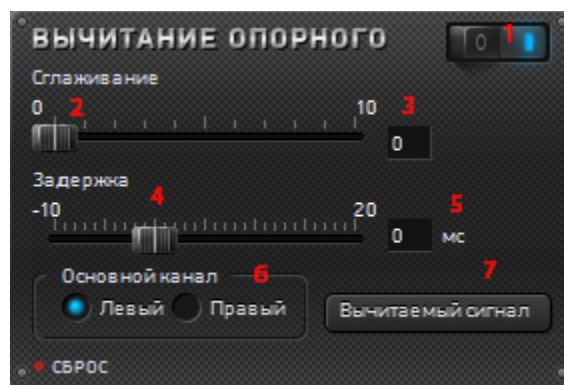 ВЫЧИТАНИЕ ОПОРНОГО 0 1
Сглаживание
0 2 10 3
0
Задержка
4
-10 20 5
0 мс
Основной канал 6 7
Левый Правый Вычитаемый сигнал
СБРОС